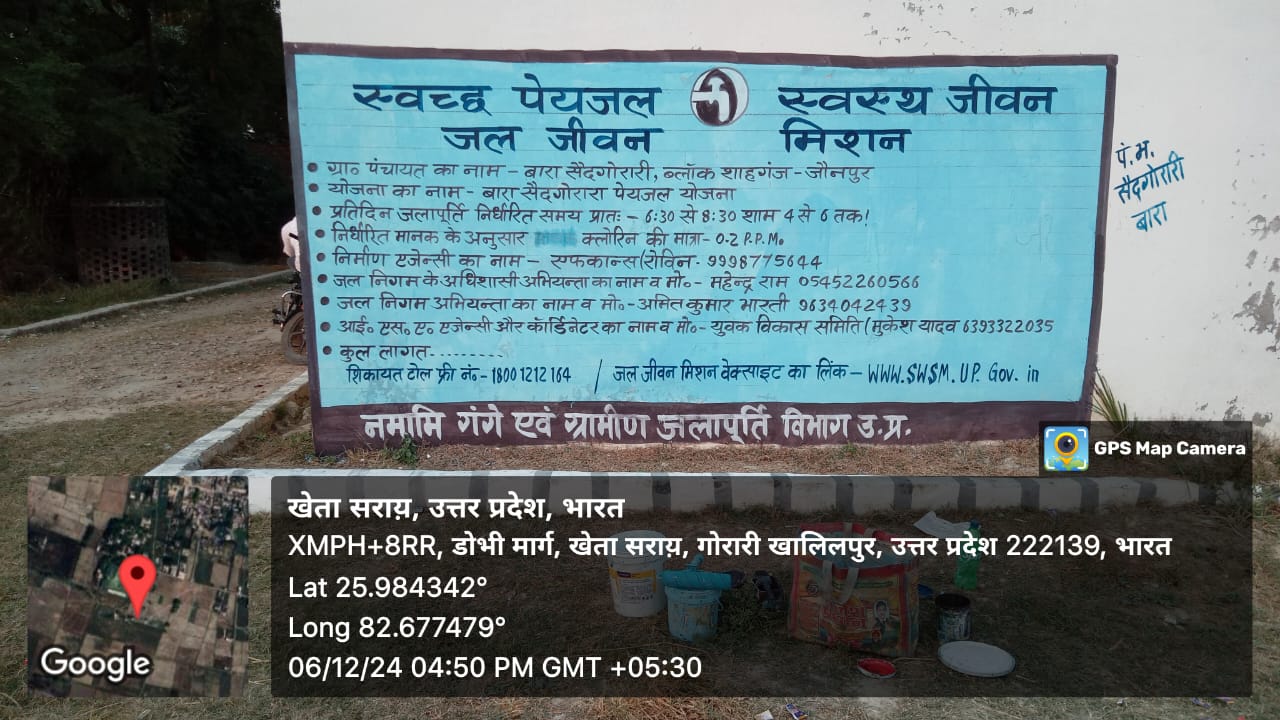 स्वच्छ पेयजल स्वस्थ जीवन
जल जीवन मिशन
• ग्रा० पंचायत का नाम - बारा सैदगोरारी, ब्लॉक शाहगंज - जौनपुर
• योजना का नाम - बारा सैदगोरारा पेयजल योजना
• प्रतिदिन जलापूर्ति निर्धारित समय प्रातः - 6:30 से 8:30 शाम 4 से 6 तक!
• निर्धारित मानक के अनुसार क्लोरिन की मात्रा - 0.2 P.P.M.
• निर्माण एजेन्सी का नाम - एफकान्स (रोविन - 9998775644
• जल निगम के अधिशासी अभियन्ता का नाम व मो० - महेन्द्र राम 05452260566
• जल निगम अभियन्ता का नाम व मो० - अमित कुमार भारती 9634042439
• आई० एस० ए० एजेन्सी और कॉर्डिनेटर का नाम व मो० - युवक विकास समिति (मुकेश यादव 6393322035
• कुल लागत.........
शिकायत टोल फ्री नं० - 1800 1212 164 / जल जीवन मिशन वेक्साइट का लिंक - WWW.SWSM.UP.Gov.in
नमामि गंगे एवं ग्रामीण जलापूर्ति विभाग उ.प्र.
पं. भ.
सैदगोरारी
बारा
GPS Map Camera
खेता सराय, उत्तर प्रदेश, भारत
XMPH+8RR, डोभी मार्ग, खेता सराय, गोरारी खालिलपुर, उत्तर प्रदेश 222139, भारत
Lat 25.984342°
Long 82.677479°
06/12/24 04:50 PM GMT +05:30
Google